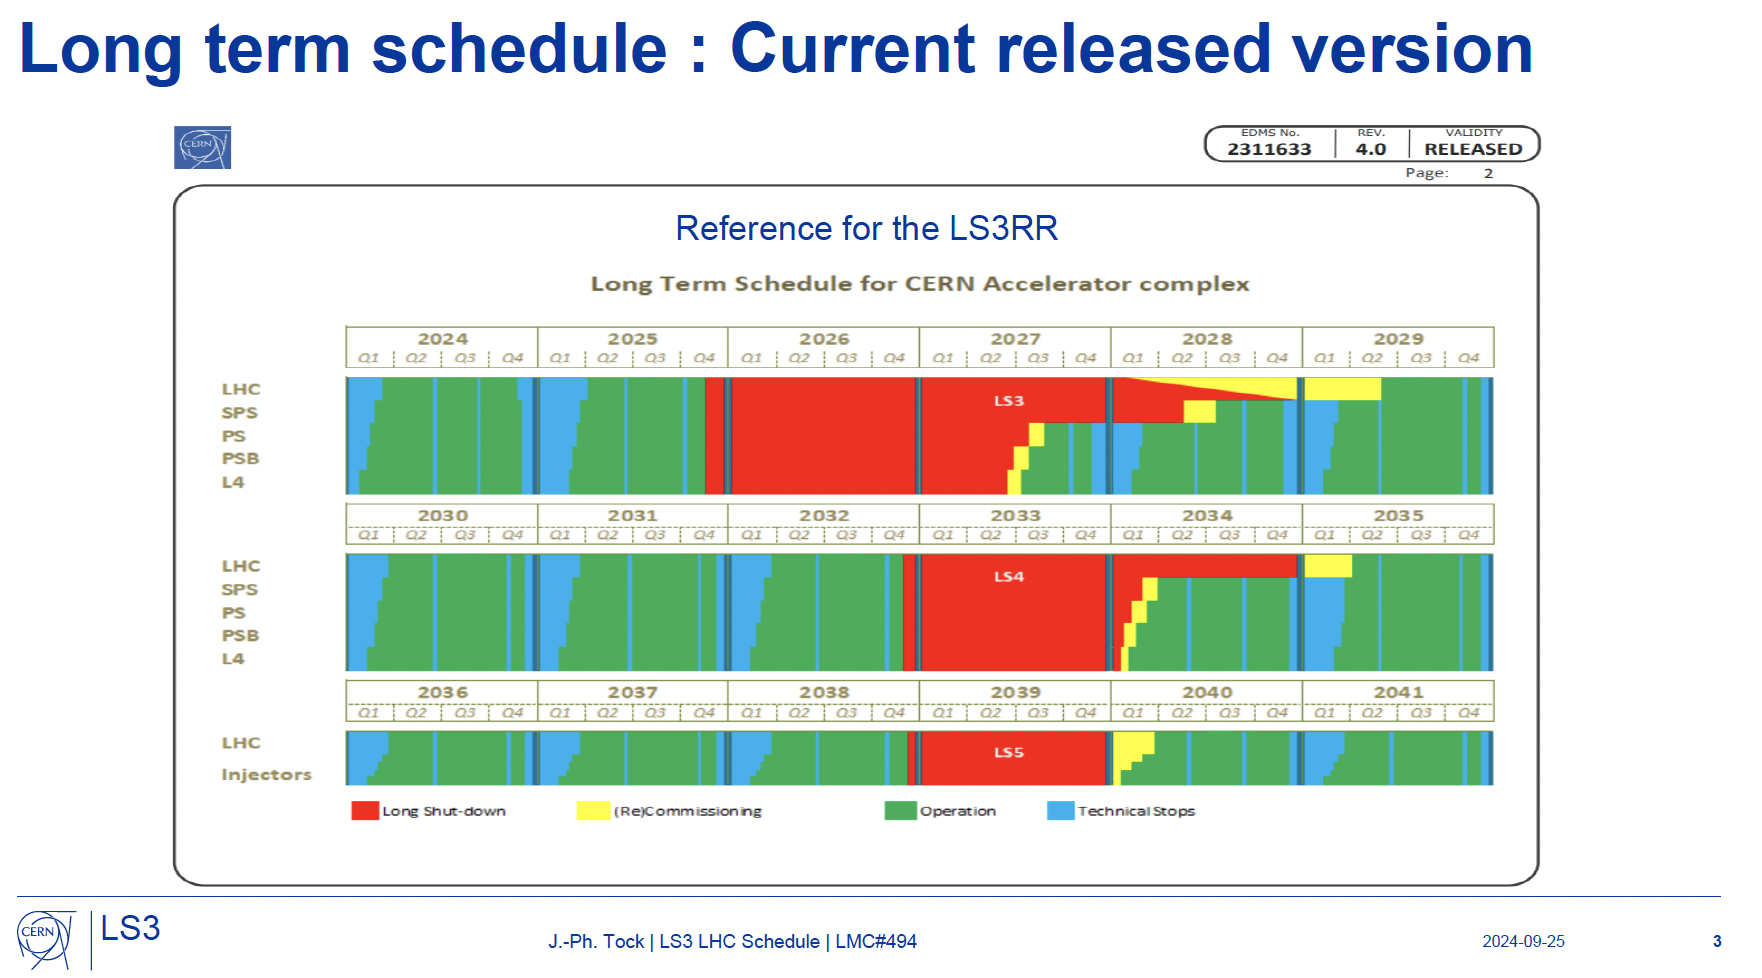 Long term schedule : Current released version
CERN
EDMS No. REV. VALIDITY
2311633 4.0 RELEASED
Page: 2
Reference for the LS3RR
Long Term Schedule for CERN Accelerator complex
2024 2025 2026 2027 2028 2029
Q1 Q2 Q3 Q4 Q1 Q2 Q3 Q4 Q1 Q2 Q3 Q4 Q1 Q2 Q3 Q4 Q1 Q2 Q3 Q4 Q1 Q2 Q3 Q4
LHC
LS3
SPS
PS
PSB
L4
2030 2031 2032 2033 2034 2035
Q1 Q2 Q3 Q4 Q1 Q2 Q3 Q4 Q1 Q2 Q3 Q4 Q1 Q2 Q3 Q4 Q1 Q2 Q3 Q4 Q1 Q2 Q3 Q4
LHC
LS4
SPS
PS
PSB
L4
2036 2037 2038 2039 2040 2041
Q1 Q2 Q3 Q4 Q1 Q2 Q3 Q4 Q1 Q2 Q3 Q4 Q1 Q2 Q3 Q4 Q1 Q2 Q3 Q4 Q1 Q2 Q3 Q4
LHC
LS5
Injectors
Long Shut-down (Re)Commissioning Operation Technical Stops
CERN
LS3
J.-Ph. Tock | LS3 LHC Schedule | LMC#494
2024-09-25
3